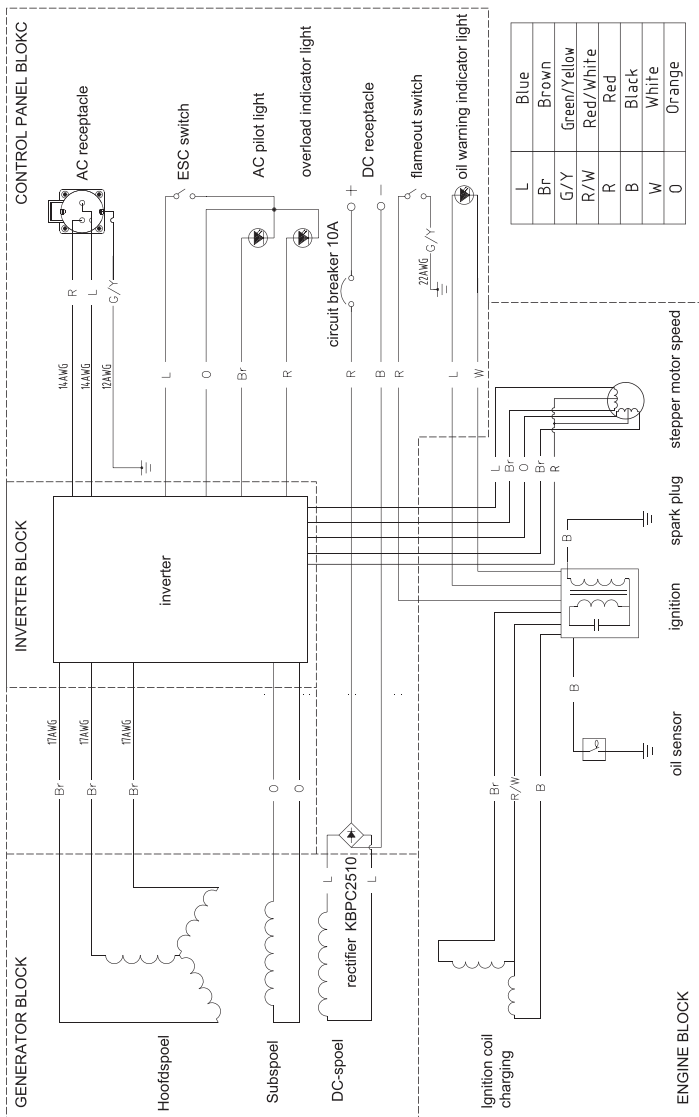 CONTROL PANEL BLOKC
AC receptacle
ESC switch
AC pilot light
overload indicator light
DC receptacle
flameout switch
oil warning indicator light
circuit breaker 10A
+
−
R
L
G/Y
14AWG
14AWG
12AWG
L
O
Br
R
R
B
R
L
W
22AWG
G/Y
L Blue
Br Brown
G/Y Green/Yellow
R/W Red/White
R Red
B Black
W White
O Orange
INVERTER BLOCK
inverter
17AWG
17AWG
17AWG
Br
Br
Br
O
O
GENERATOR BLOCK
Hoofdspoel
Subspoel
DC-spoel
L
L
rectifier KBPC2510
L
Br
O
Br
R
stepper motor speed
spark plug
B
ignition
B
oil sensor
Br
R/W
B
Ignition coil
charging
ENGINE BLOCK